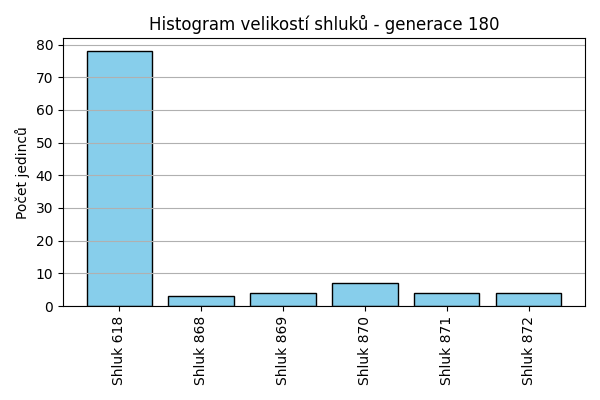 Histogram velikostí shluků - generace 180
Počet jedinců
80
70
60
50
40
30
20
10
0
Shluk 618
Shluk 868
Shluk 869
Shluk 870
Shluk 871
Shluk 872